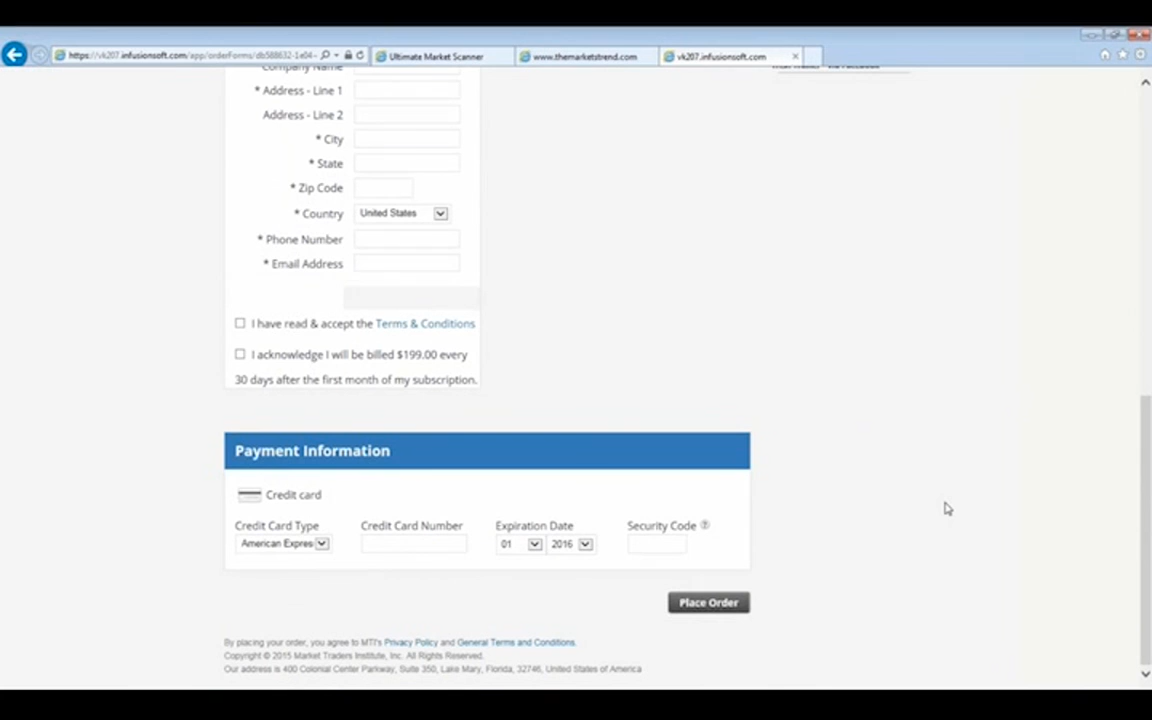 https://vk207.infusionsoft.com/app/orderForms/db588632-1e04-
Ultimate Market Scanner
www.themarketstrend.com
vk207.infusionsoft.com
Company Name
* Address - Line 1
Address - Line 2
* City
* State
* Zip Code
* Country
United States
* Phone Number
* Email Address
I have read & accept the Terms & Conditions
I acknowledge I will be billed $199.00 every
30 days after the first month of my subscription.
Payment Information
Credit card
Credit Card Type
Credit Card Number
Expiration Date
Security Code
American Expres
01
2016
Place Order
By placing your order, you agree to MTI's Privacy Policy and General Terms and Conditions.
Copyright © 2015 Market Traders Institute, Inc. All Rights Reserved.
Our address is 400 Colonial Center Parkway, Suite 350, Lake Mary, Florida, 32746, United States of America